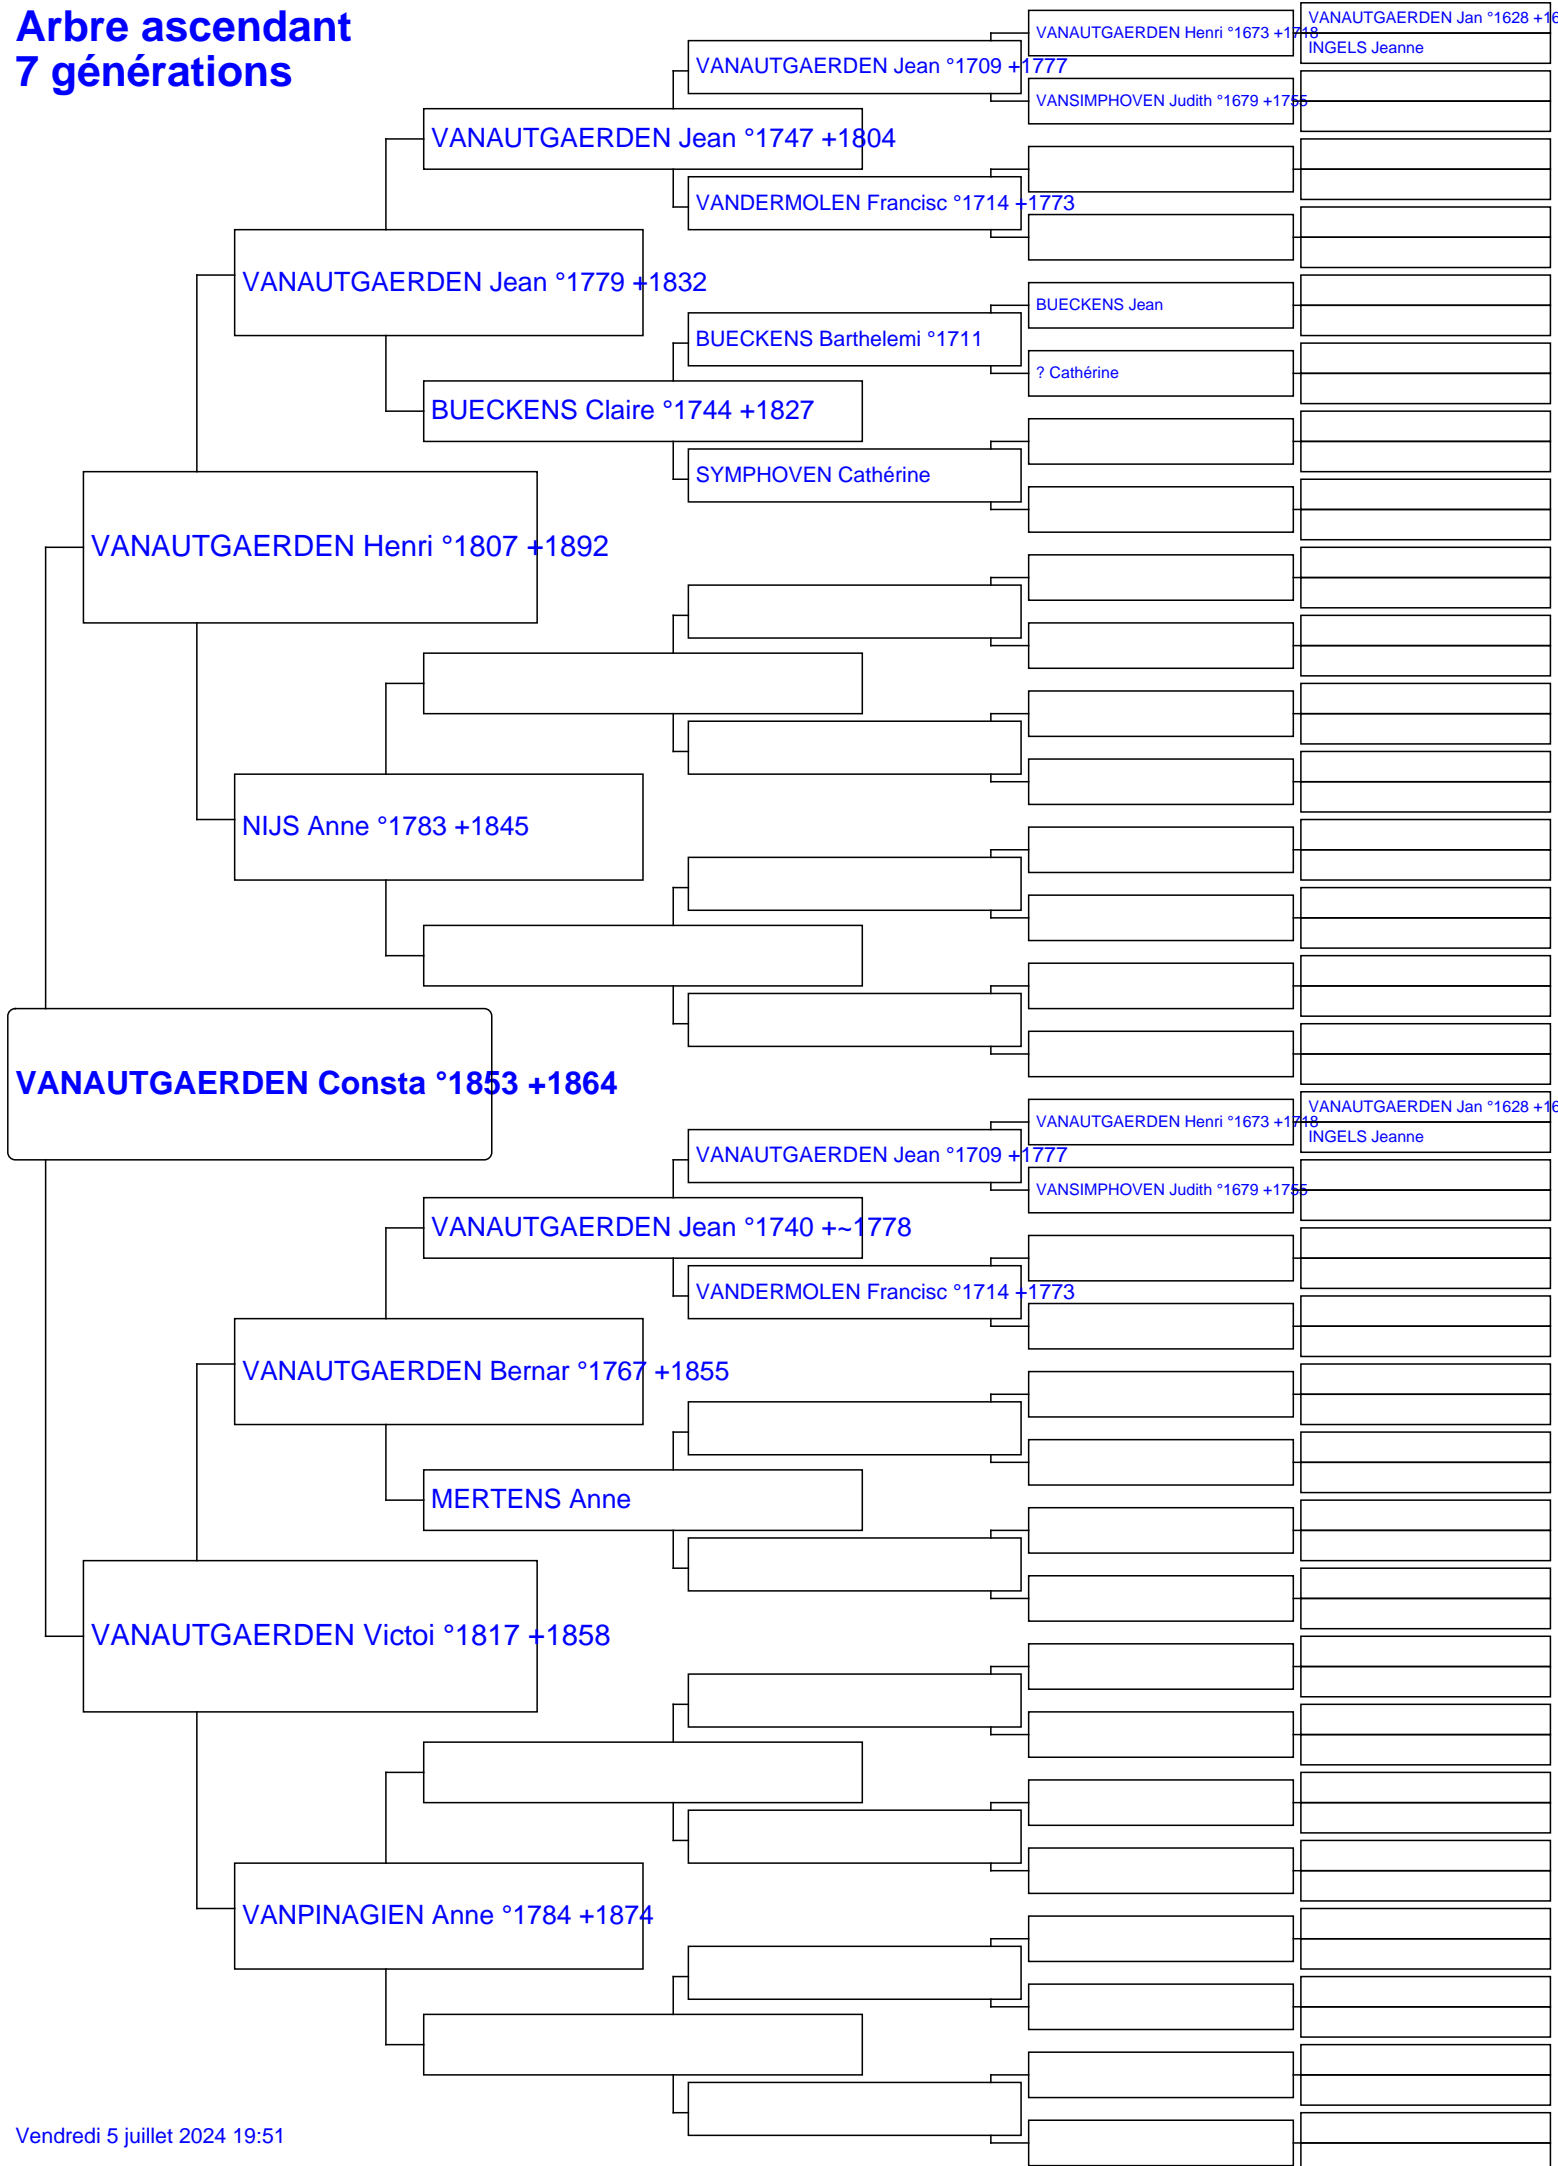 Arbre ascendant
7 générations
VANAUTGAERDEN Jan °1628 +16
VANAUTGAERDEN Henri °1673 +1718
INGELS Jeanne
VANAUTGAERDEN Jean °1709 +1777
VANSIMPHOVEN Judith °1679 +1755
VANAUTGAERDEN Jean °1747 +1804
VANDERMOLEN Francisc °1714 +1773
VANAUTGAERDEN Jean °1779 +1832
BUECKENS Jean
BUECKENS Barthelemi °1711
? Cathérine
BUECKENS Claire °1744 +1827
SYMPHOVEN Cathérine
VANAUTGAERDEN Henri °1807 +1892
NIJS Anne °1783 +1845
VANAUTGAERDEN Consta °1853 +1864
VANAUTGAERDEN Jan °1628 +16
VANAUTGAERDEN Henri °1673 +1718
INGELS Jeanne
VANAUTGAERDEN Jean °1709 +1777
VANSIMPHOVEN Judith °1679 +1755
VANAUTGAERDEN Jean °1740 +~1778
VANDERMOLEN Francisc °1714 +1773
VANAUTGAERDEN Bernar °1767 +1855
MERTENS Anne
VANAUTGAERDEN Victoi °1817 +1858
VANPINAGIEN Anne °1784 +1874
Vendredi 5 juillet 2024 19:51